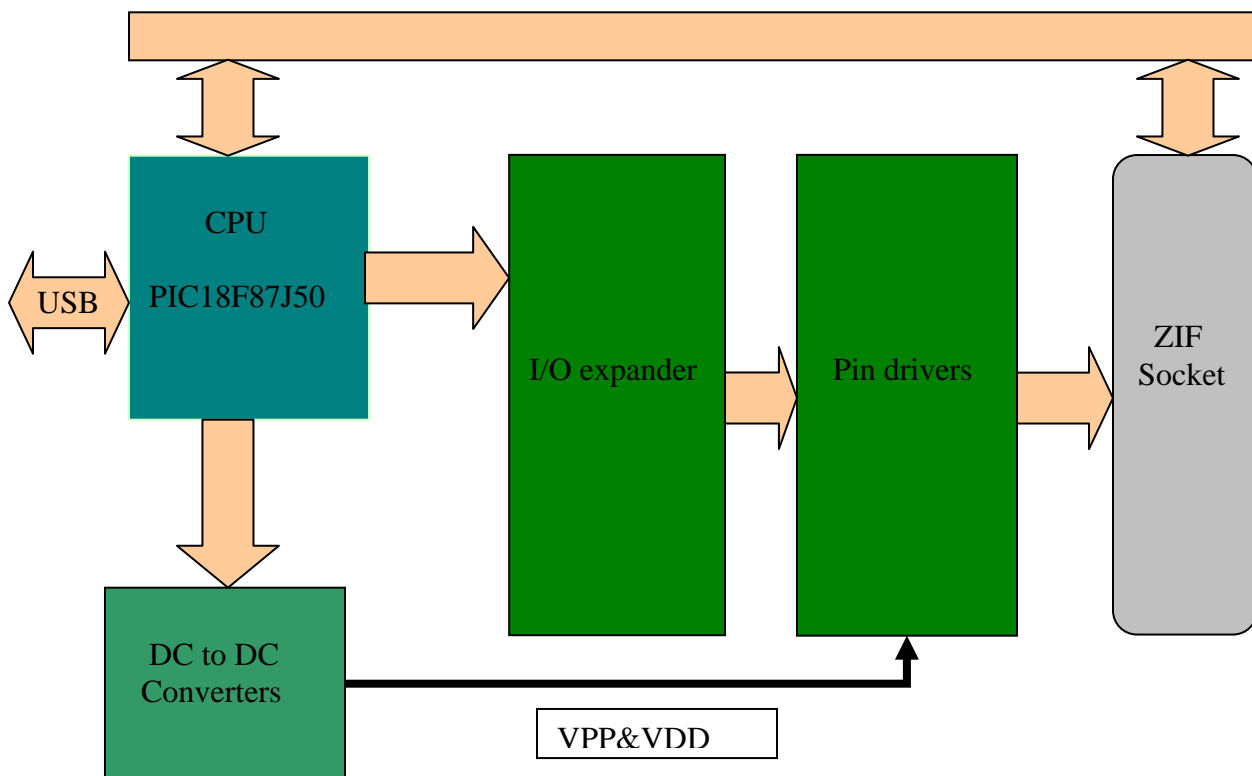 CPU
PIC18F87J50
USB
I/O expander
Pin drivers
ZIF
Socket
DC to DC
Converters
VPP&VDD